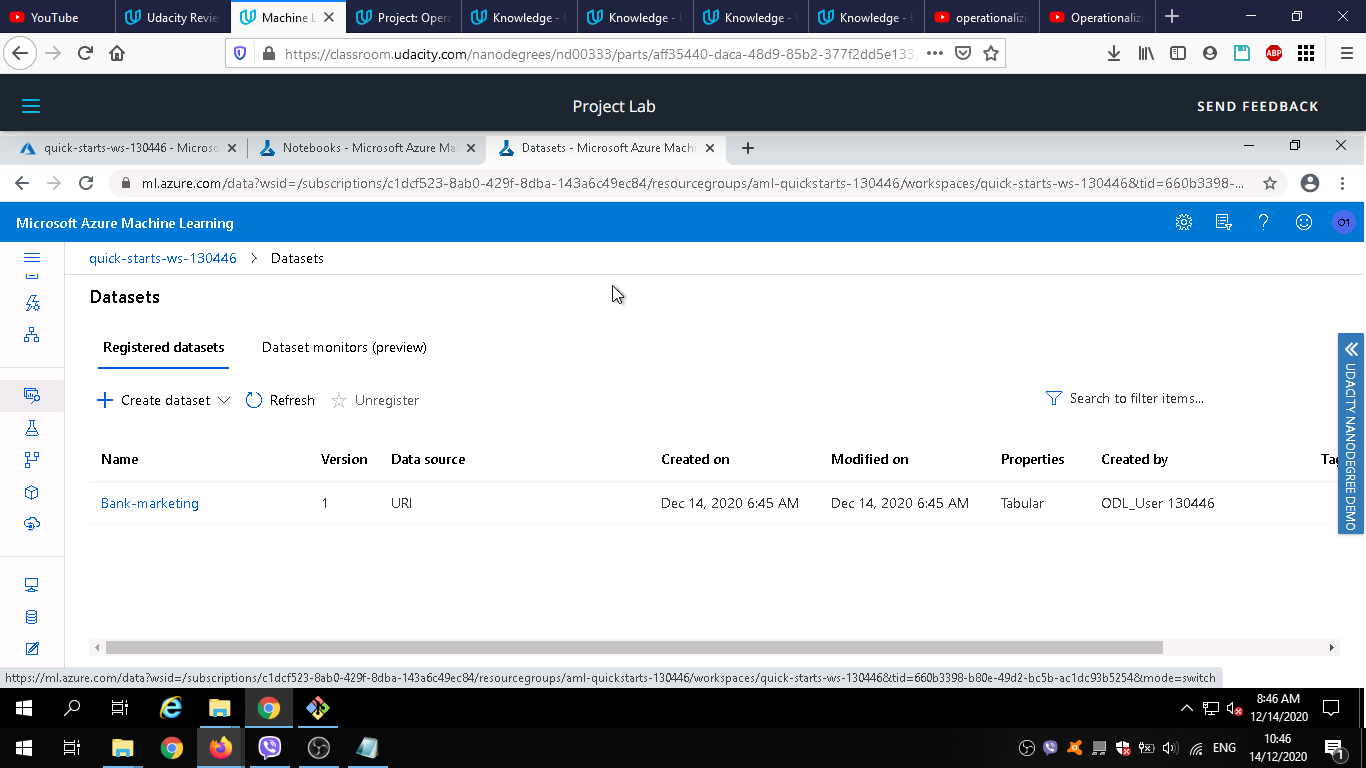 YouTube
Udacity Revie
Machine L
Project: Oper
Knowledge -
Knowledge -
Knowledge -
Knowledge -
operationalizi
Operationalizi
https://classroom.udacity.com/nanodegrees/nd00333/parts/aff35440-daca-48d9-85b2-377f2dd5e133
ABP
Project Lab
SEND FEEDBACK
quick-starts-ws-130446 - Microso
Notebooks - Microsoft Azure Ma
Datasets - Microsoft Azure Machi
ml.azure.com/data?wsid=/subscriptions/c1dcf523-8ab0-429f-8dba-143a6c49ec84/resourcegroups/aml-quickstarts-130446/workspaces/quick-starts-ws-130446&tid=660b3398-...
Microsoft Azure Machine Learning
O1
quick-starts-ws-130446 > Datasets
Datasets
Registered datasets
Dataset monitors (preview)
Create dataset
Refresh
Unregister
Search to filter items...
UDACITY NANODEGREE DEMO
Name Version Data source Created on Modified on Properties Created by Tag
Bank-marketing 1 URI Dec 14, 2020 6:45 AM Dec 14, 2020 6:45 AM Tabular ODL_User 130446
https://ml.azure.com/data?wsid=/subscriptions/c1dcf523-8ab0-429f-8dba-143a6c49ec84/resourcegroups/aml-quickstarts-130446/workspaces/quick-starts-ws-130446&tid=660b3398-b80e-49d2-bc5b-ac1dc93b5254&mode=switch
8:46 AM
12/14/2020
ENG
10:46
14/12/2020
1